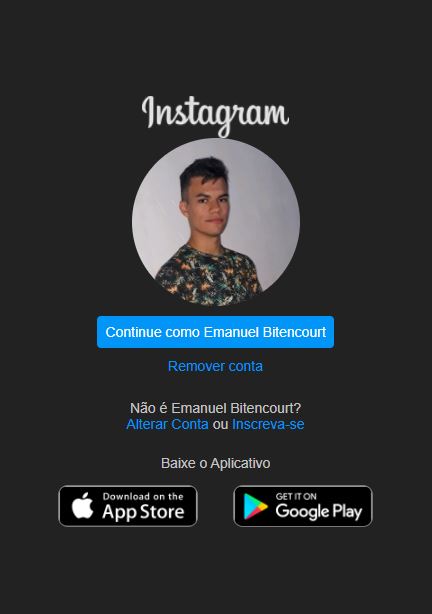 Instagram
Continue como Emanuel Bitencourt
Remover conta
Não é Emanuel Bitencourt?
Alterar Conta ou Inscreva-se
Baixe o Aplicativo
Download on the
App Store
GET IT ON
Google Play